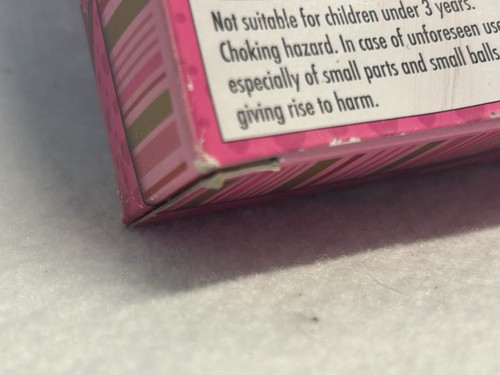 Not suitable for children under 3 years.
Choking hazard. In case of unforeseen use
especially of small parts and small balls
giving rise to harm.